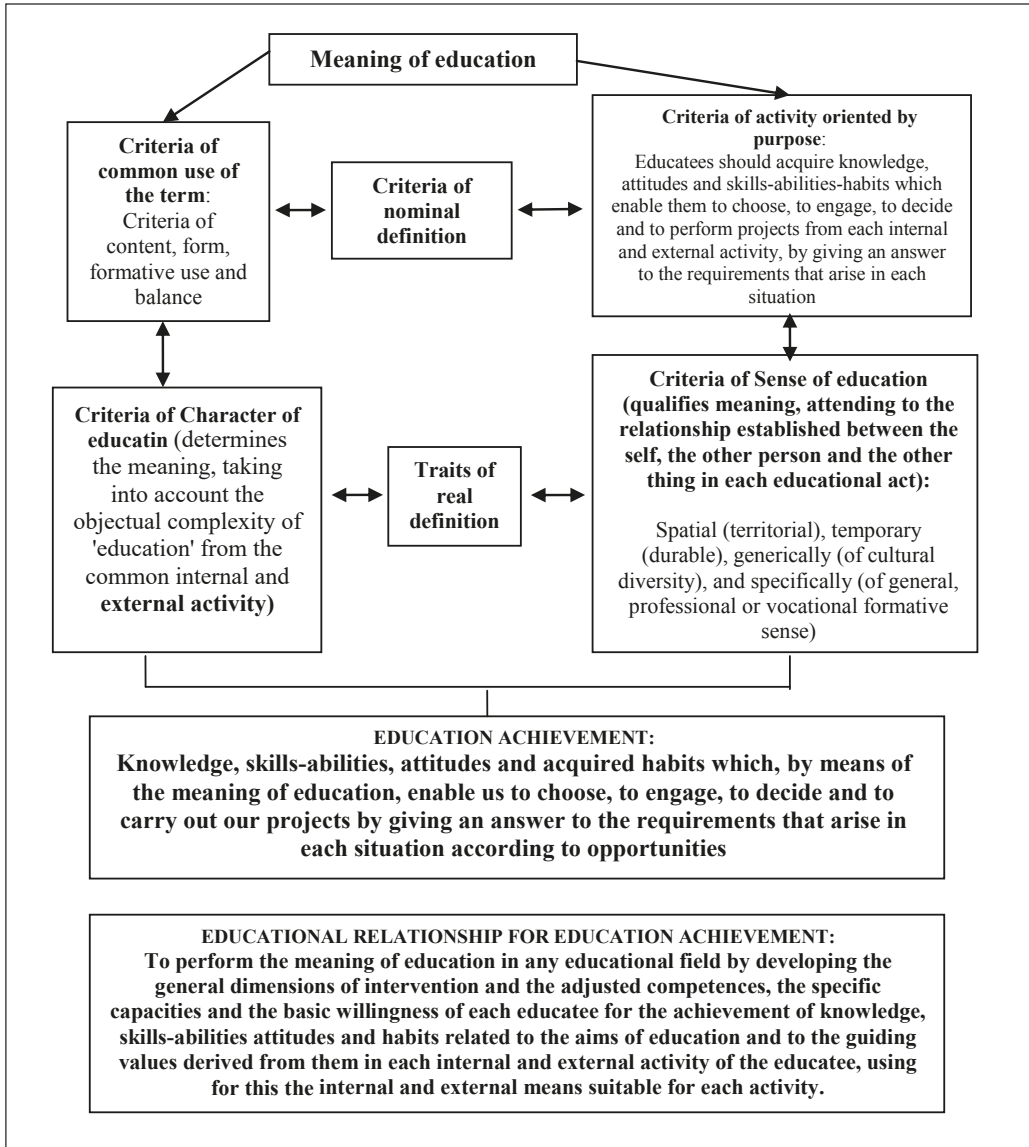 Meaning of education
Criteria of
common use of
the term:
Criteria of
content, form,
formative use and
balance
Criteria of
nominal
definition
Criteria of activity oriented by
purpose:
Educatees should acquire knowledge,
attitudes and skills-abilities-habits which
enable them to choose, to engage, to decide
and to perform projects from each internal
and external activity, by giving an answer
to the requirements that arise in each
situation
Criteria of Character of
educatin (determines
the meaning, taking
into account the
objectual complexity of
'education' from the
common internal and
external activity)
Traits of
real
definition
Criteria of Sense of education
(qualifies meaning, attending to the
relationship established between the
self, the other person and the other
thing in each educational act):
Spatial (territorial), temporary
(durable), generically (of cultural
diversity), and specifically (of general,
professional or vocational formative
sense)
EDUCATION ACHIEVEMENT:
Knowledge, skills-abilities, attitudes and acquired habits which, by means of
the meaning of education, enable us to choose, to engage, to decide and to
carry out our projects by giving an answer to the requirements that arise in
each situation according to opportunities
EDUCATIONAL RELATIONSHIP FOR EDUCATION ACHIEVEMENT:
To perform the meaning of education in any educational field by developing the
general dimensions of intervention and the adjusted competences, the specific
capacities and the basic willingness of each educatee for the achievement of knowledge,
skills-abilities attitudes and habits related to the aims of education and to the guiding
values derived from them in each internal and external activity of the educatee, using
for this the internal and external means suitable for each activity.